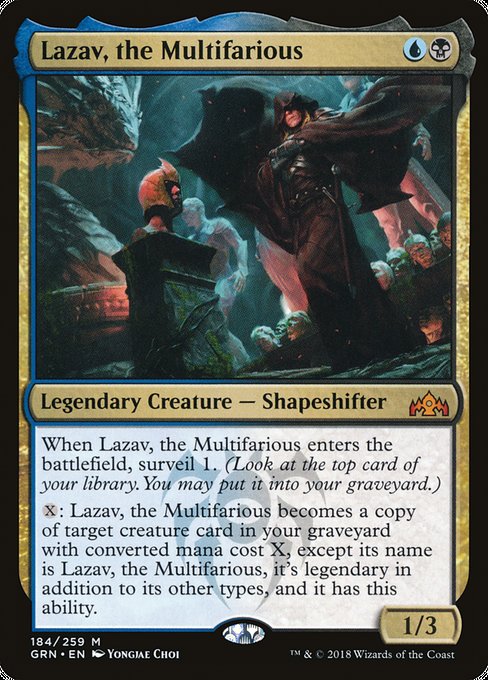 Lazav, the Multifarious
Legendary Creature — Shapeshifter
When Lazav, the Multifarious enters the
battlefield, surveil 1. (Look at the top card of
your library. You may put it into your graveyard.)
X: Lazav, the Multifarious becomes a copy
of target creature card in your graveyard
with converted mana cost X, except its name
is Lazav, the Multifarious, it's legendary in
addition to its other types, and it has this
ability.
1/3
184/259 M
GRN • EN Yongjae Choi
™ & © 2018 Wizards of the Coast